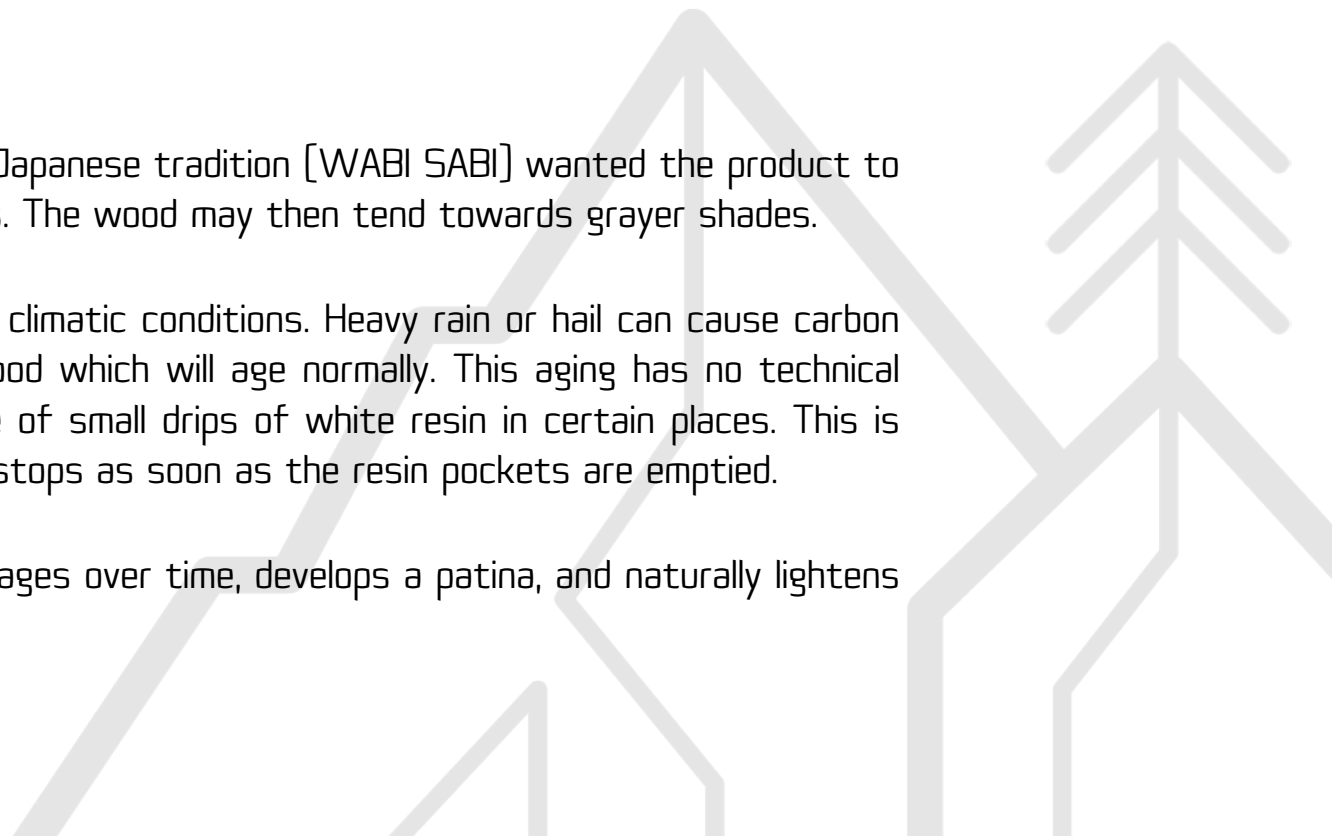 Japanese tradition [WABI SABI] wanted the product to
. The wood may then tend towards grayer shades.
climatic conditions. Heavy rain or hail can cause carbon
which will age normally. This aging has no technical
of small drips of white resin in certain places. This is
stops as soon as the resin pockets are emptied.
ages over time, develops a patina, and naturally lightens